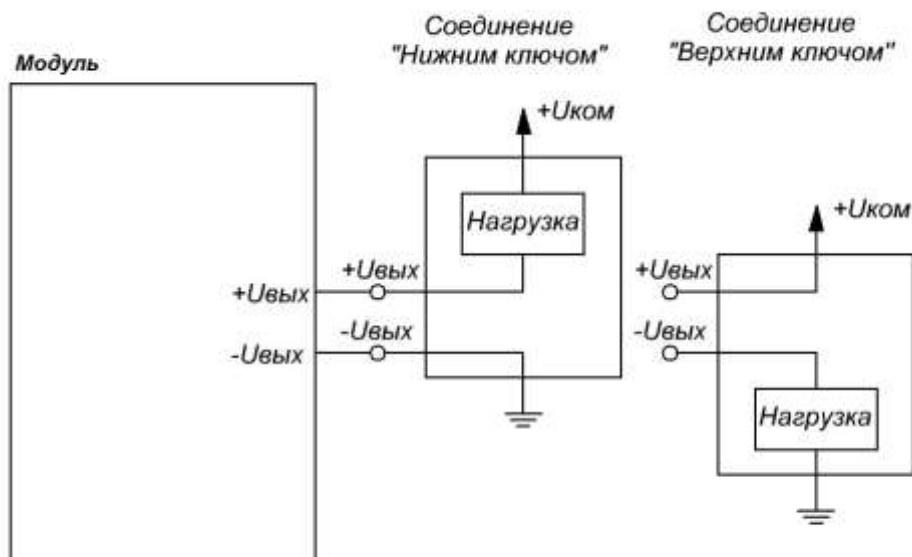 Соединение
"Нижним ключом"
Соединение
"Верхним ключом"
Модуль
+Uком
Нагрузка
+Uком
+Uвых
+Uвых
+Uвых
-Uвых
-Uвых
-Uвых
Нагрузка